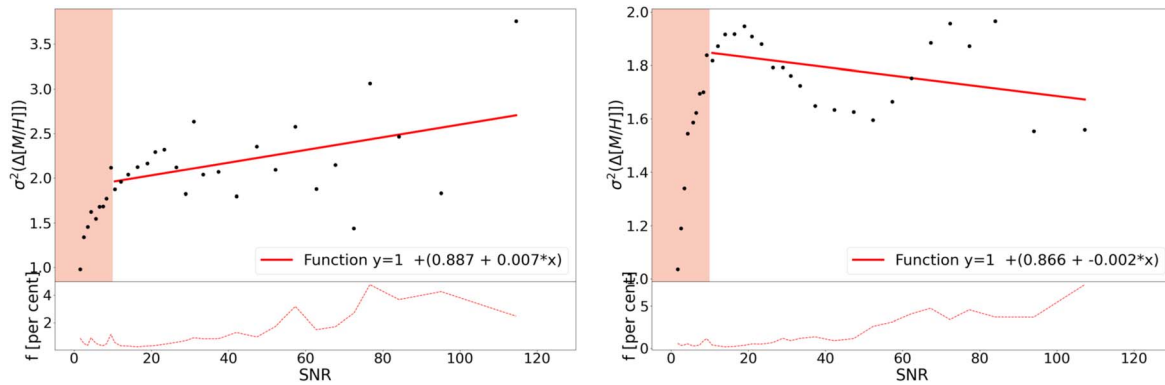 σ²(Δ[M/H]])
3.5
3.0
2.5
2.0
1.5
1.0
Function y=1 +(0.887 + 0.007*x)
f [per cent]
4
2
0 20 40 60 80 100 120
SNR
σ²(Δ[M/H]])
2.0
1.8
1.6
1.4
1.2
1.0
Function y=1 +(0.866 + -0.002*x)
f [per cent]
5
0
0 20 40 60 80 100 120
SNR